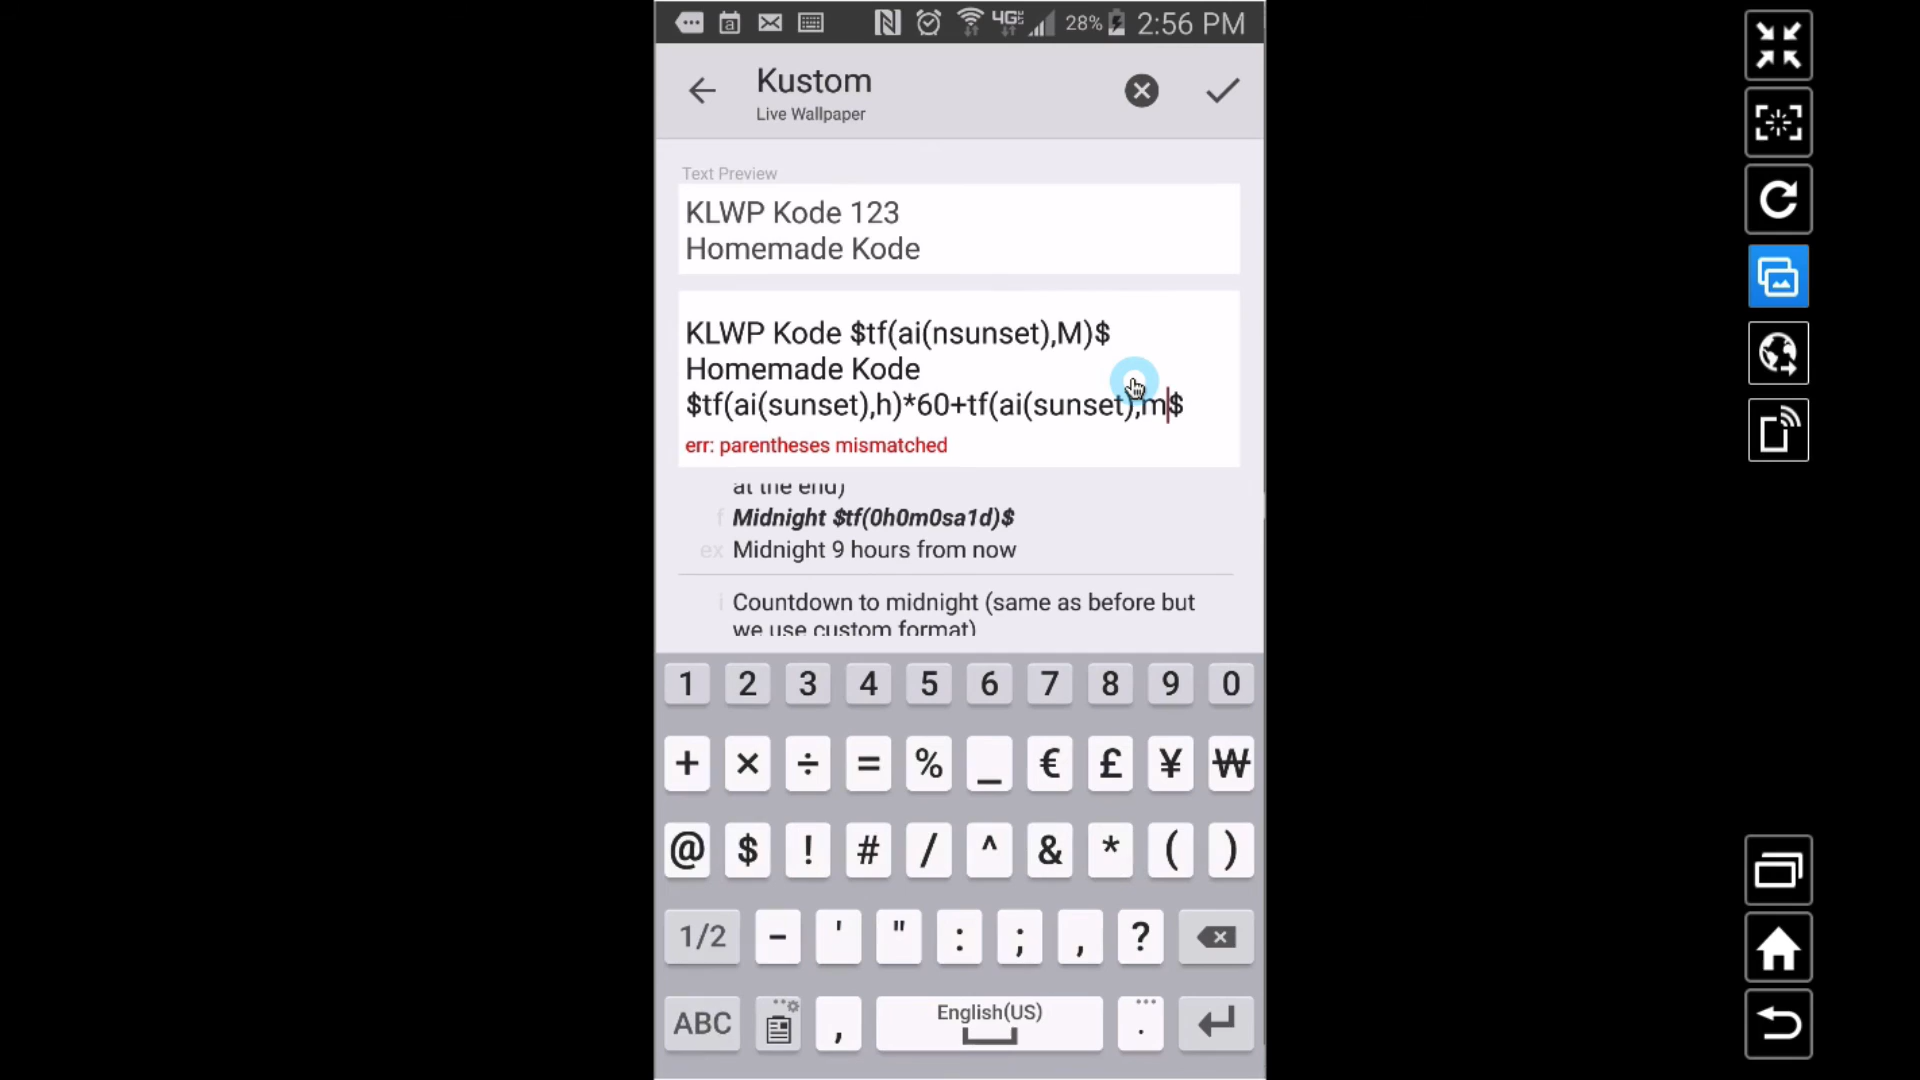 4G 28% 2:56 PM
Kustom
Live Wallpaper
Text Preview
KLWP Kode 123
Homemade Kode
KLWP Kode $tf(ai(nsunset),M)$
Homemade Kode
$tf(ai(sunset),h)*60+tf(ai(sunset),m$
err: parentheses mismatched
at the end)
f Midnight $tf(0h0m0sa1d)$
ex Midnight 9 hours from now
i Countdown to midnight (same as before but
we use custom format)
1 2 3 4 5 6 7 8 9 0
+ × ÷ = % _ € £ ¥ ₩
@ $ ! # / ^ & * ( )
1/2 - ' " : ; , ?
ABC , English(US) .